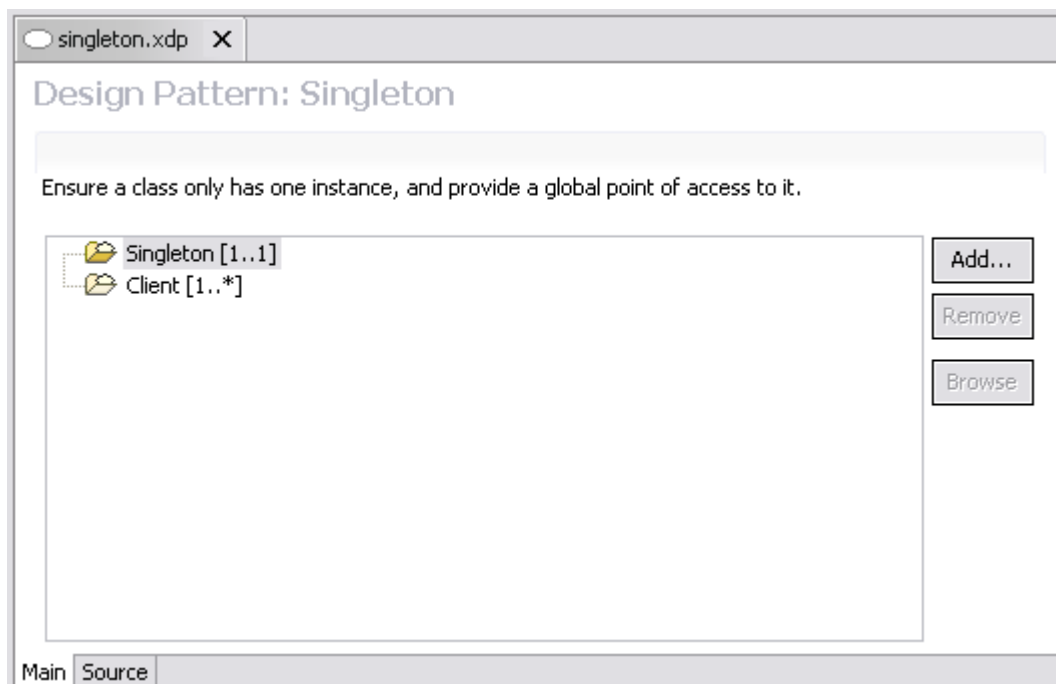 singleton.xdp
Design Pattern: Singleton
Ensure a class only has one instance, and provide a global point of access to it.
Singleton [1..1]
Client [1..*]
Add...
Remove
Browse
Main Source